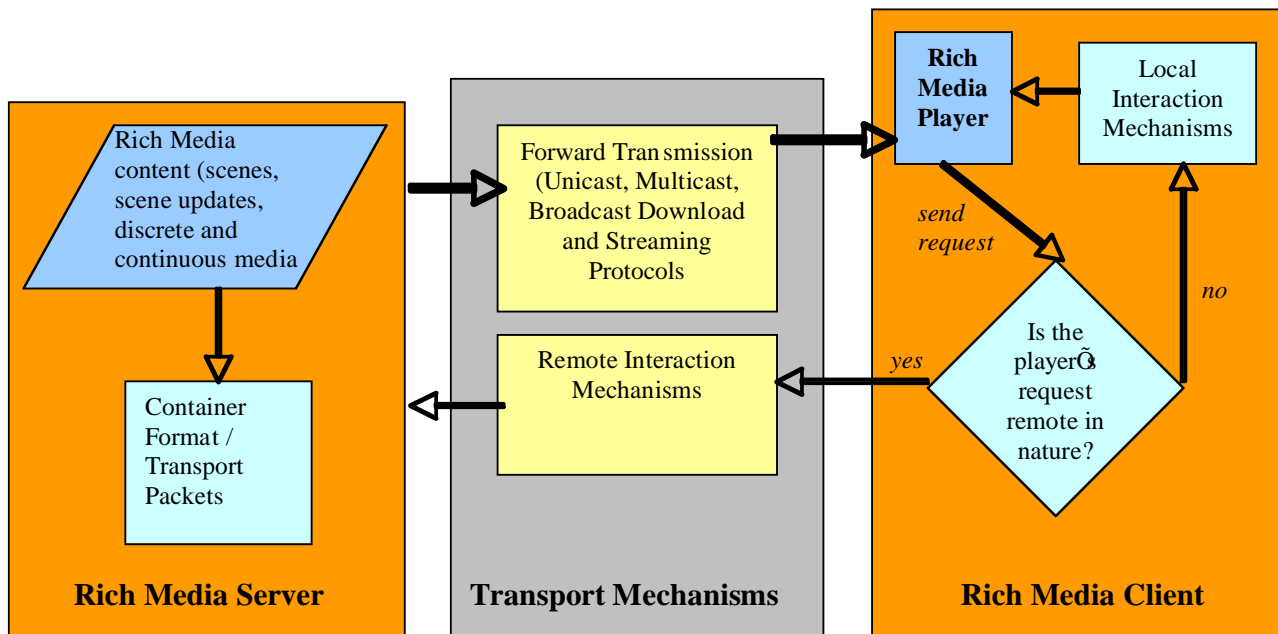 Rich Media
content (scenes,
scene updates,
discrete and
continuous media
Container
Format /
Transport
Packets
Rich Media Server
Forward Transmission
(Unicast, Multicast,
Broadcast Download
and Streaming
Protocols
Remote Interaction
Mechanisms
Transport Mechanisms
Rich
Media
Player
Local
Interaction
Mechanisms
send
request
no
yes
Is the
playerÕs
request
remote in
nature?
Rich Media Client